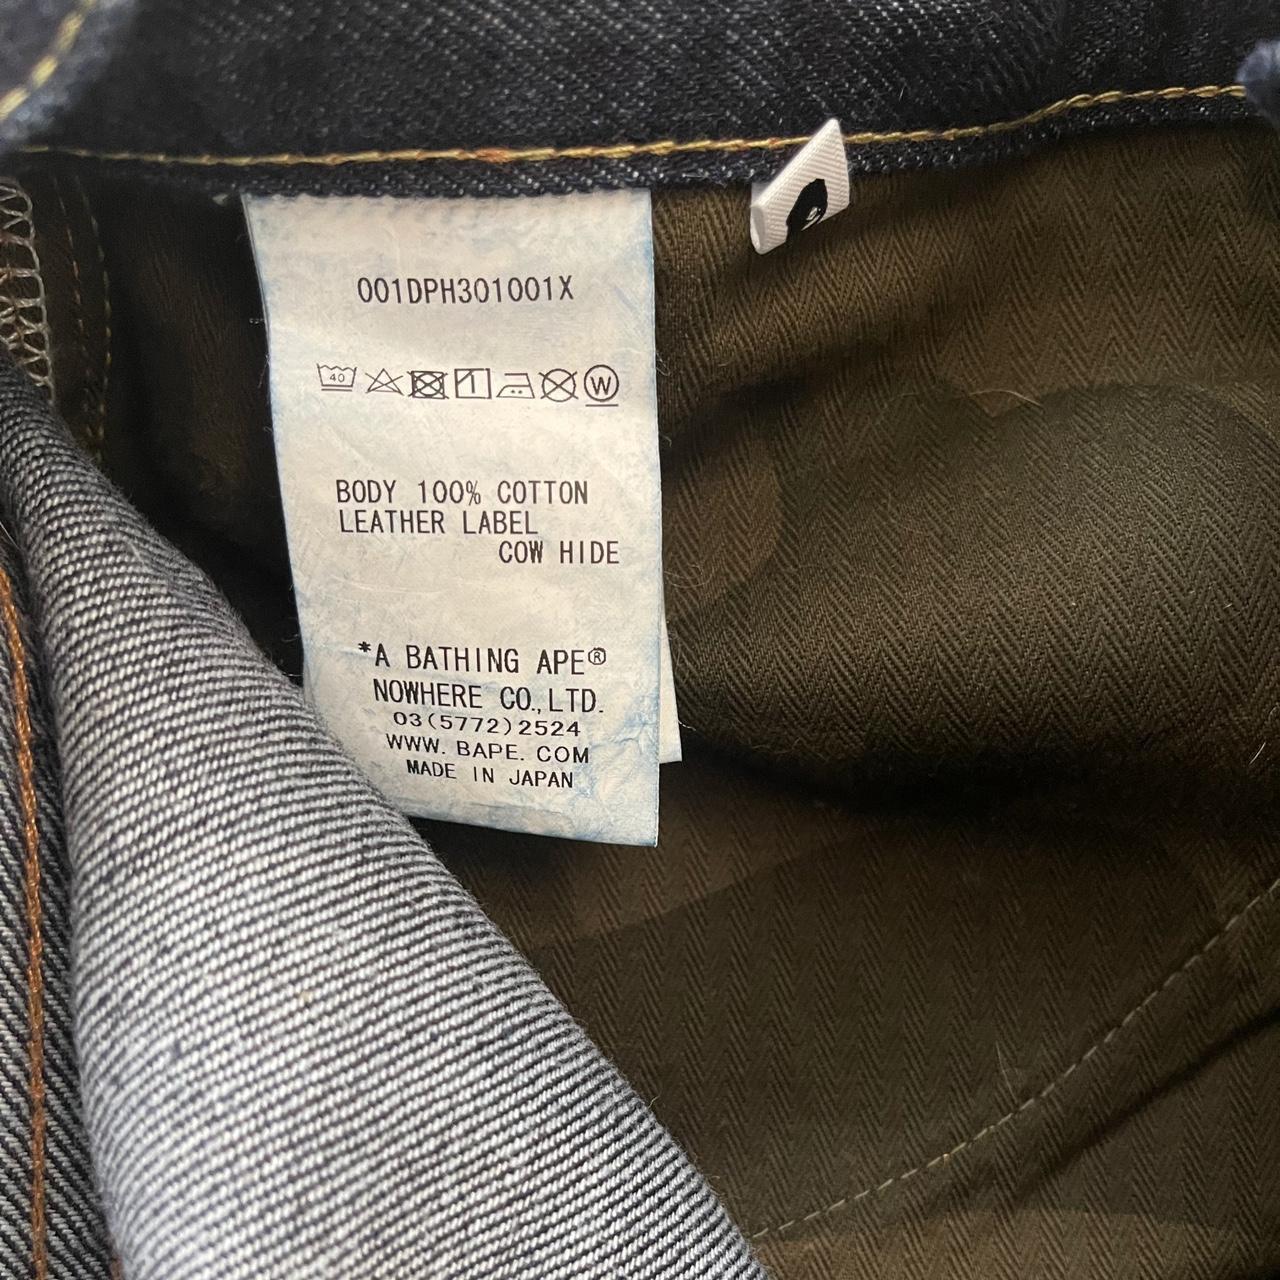 001DPH301001X
40
W
BODY 100% COTTON
LEATHER LABEL
COW HIDE
*A BATHING APE®
NOWHERE CO.,LTD.
03(5772)2524
WWW. BAPE. COM
MADE IN JAPAN